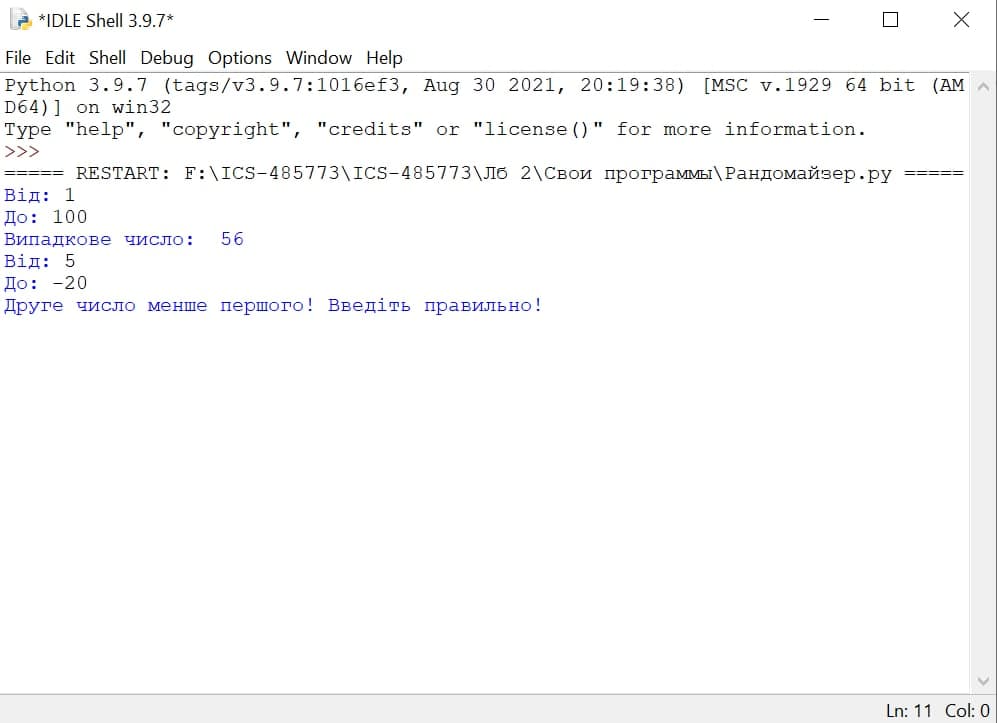 *IDLE Shell 3.9.7*
File Edit Shell Debug Options Window Help
Python 3.9.7 (tags/v3.9.7:1016ef3, Aug 30 2021, 20:19:38) [MSC v.1929 64 bit (AM
D64)] on win32
Type "help", "copyright", "credits" or "license()" for more information.
>>>
===== RESTART: F:\ICS-485773\ICS-485773\Лб 2\Свои программы\Рандомайзер.py =====
Від: 1
До: 100
Випадкове число:  56
Від: 5
До: -20
Друге число менше першого! Введіть правильно!
Ln: 11 Col: 0